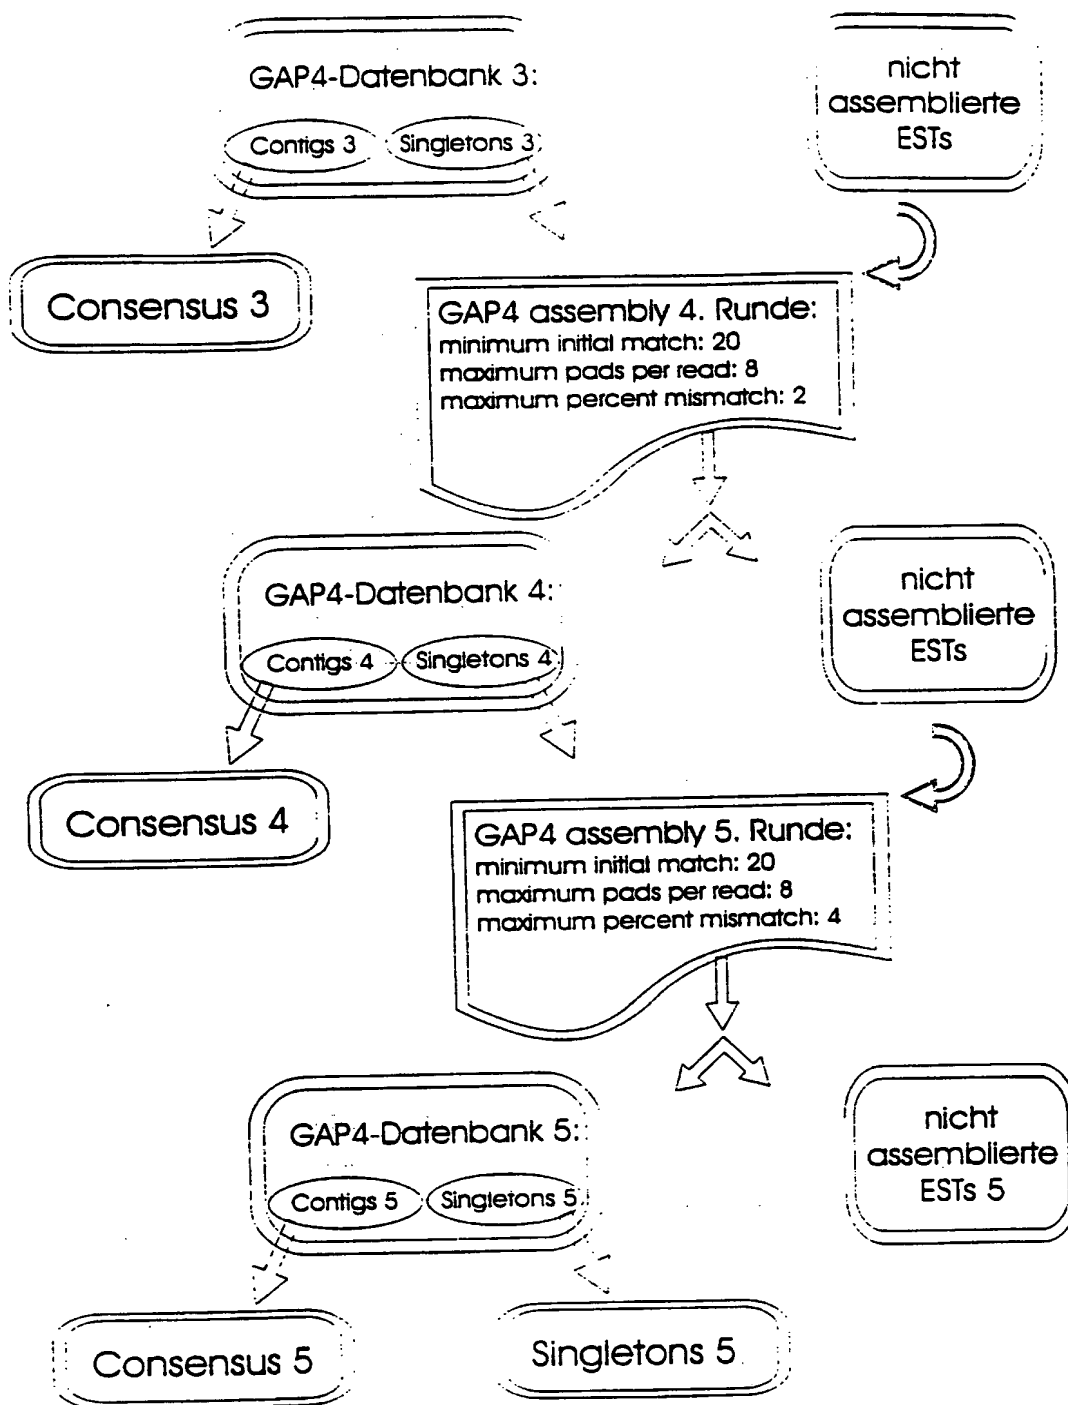 GAP4-Datenbank 3:
Contigs 3
Singletons 3
nicht
assemblierte
ESTs
Consensus 3
GAP4 assembly 4. Runde:
minimum initial match: 20
maximum pads per read: 8
maximum percent mismatch: 2
GAP4-Datenbank 4:
Contigs 4
Singletons 4
nicht
assemblierte
ESTs
Consensus 4
GAP4 assembly 5. Runde:
minimum initial match: 20
maximum pads per read: 8
maximum percent mismatch: 4
GAP4-Datenbank 5:
Contigs 5
Singletons 5
nicht
assemblierte
ESTs 5
Consensus 5
Singletons 5